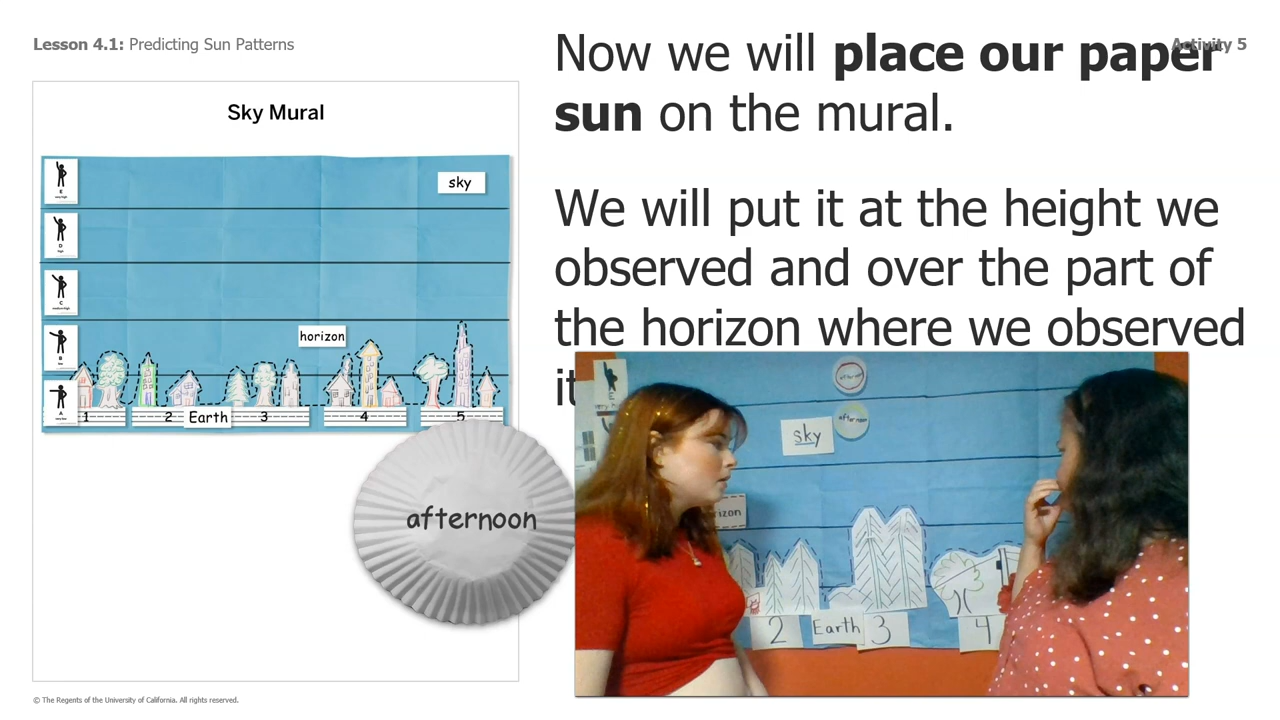 Lesson 4.1: Predicting Sun Patterns
Activity 5
Now we will place our paper
sun on the mural.
We will put it at the height we
observed and over the part of
the horizon where we observed
Sky Mural
sky
E
D
C
B
A
horizon
1 2 Earth 3 4 5
afternoon
afternoon
afternoon
sky
2 Earth 3 4
© The Regents of the University of California. All rights reserved.